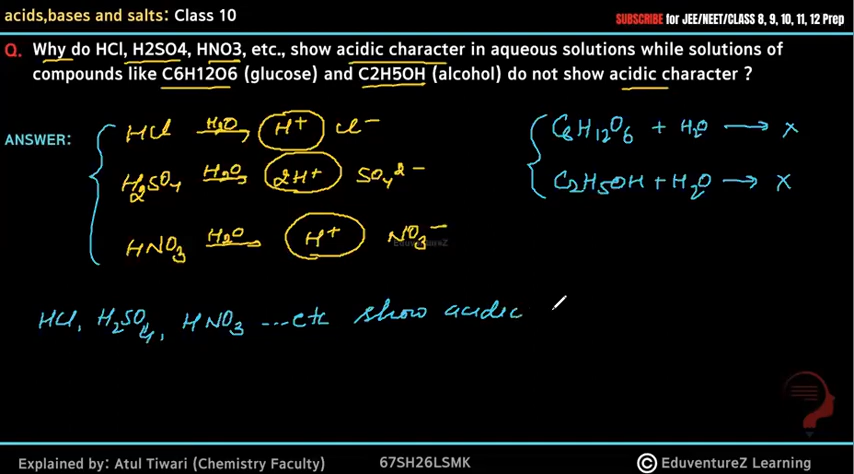 acids,bases and salts: Class 10
SUBSCRIBE for JEE/NEET/CLASS 8, 9, 10, 11, 12 Prep
Q. Why do HCl, H2SO4, HNO3, etc., show acidic character in aqueous solutions while solutions of
compounds like C6H12O6 (glucose) and C2H5OH (alcohol) do not show acidic character ?
ANSWER:
HCl H2O → H+ Cl−
H2SO4 H2O → 2H+ SO4 2−
HNO3 H2O → H+ NO3−
C6H12O6 + H2O → x
C2H5OH + H2O → x
EduventureZ
HCl, H2SO4, HNO3 ...etc show acidic
Explained by: Atul Tiwari (Chemistry Faculty)
67SH26LSMK
© EduventureZ Learning